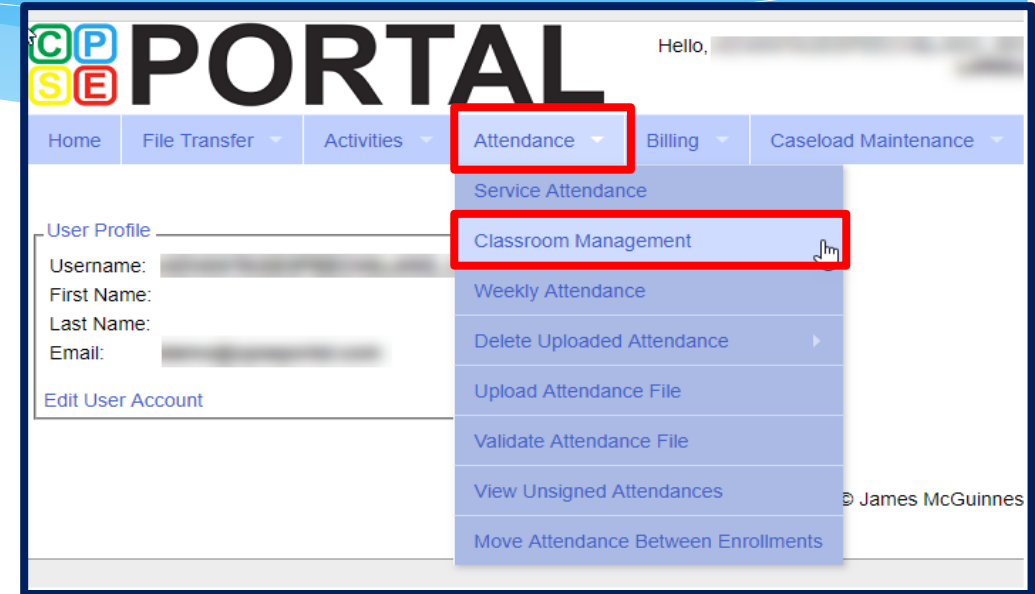 CP
SE PORTAL
Hello,
Home File Transfer Activities Attendance Billing Caseload Maintenance
Service Attendance
Classroom Management
Weekly Attendance
Delete Uploaded Attendance
Upload Attendance File
Validate Attendance File
View Unsigned Attendances
Move Attendance Between Enrollments
User Profile
Username:
First Name:
Last Name:
Email:
Edit User Account
© James McGuinnes